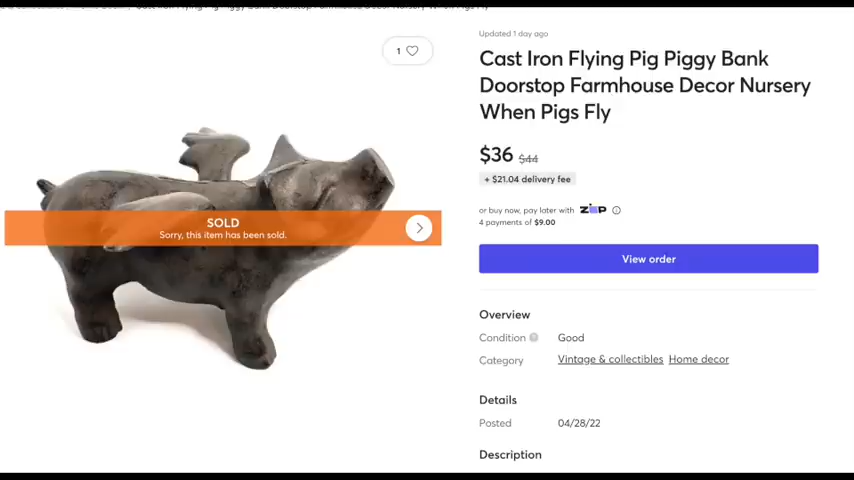 Updated 1 day ago
1
Cast Iron Flying Pig Piggy Bank
Doorstop Farmhouse Decor Nursery
When Pigs Fly
$36 $44
+ $21.04 delivery fee
SOLD
Sorry, this item has been sold.
or buy now, pay later with ZIP
4 payments of $9.00
View order
Overview
Condition Good
Category Vintage & collectibles Home decor
Details
Posted 04/28/22
Description